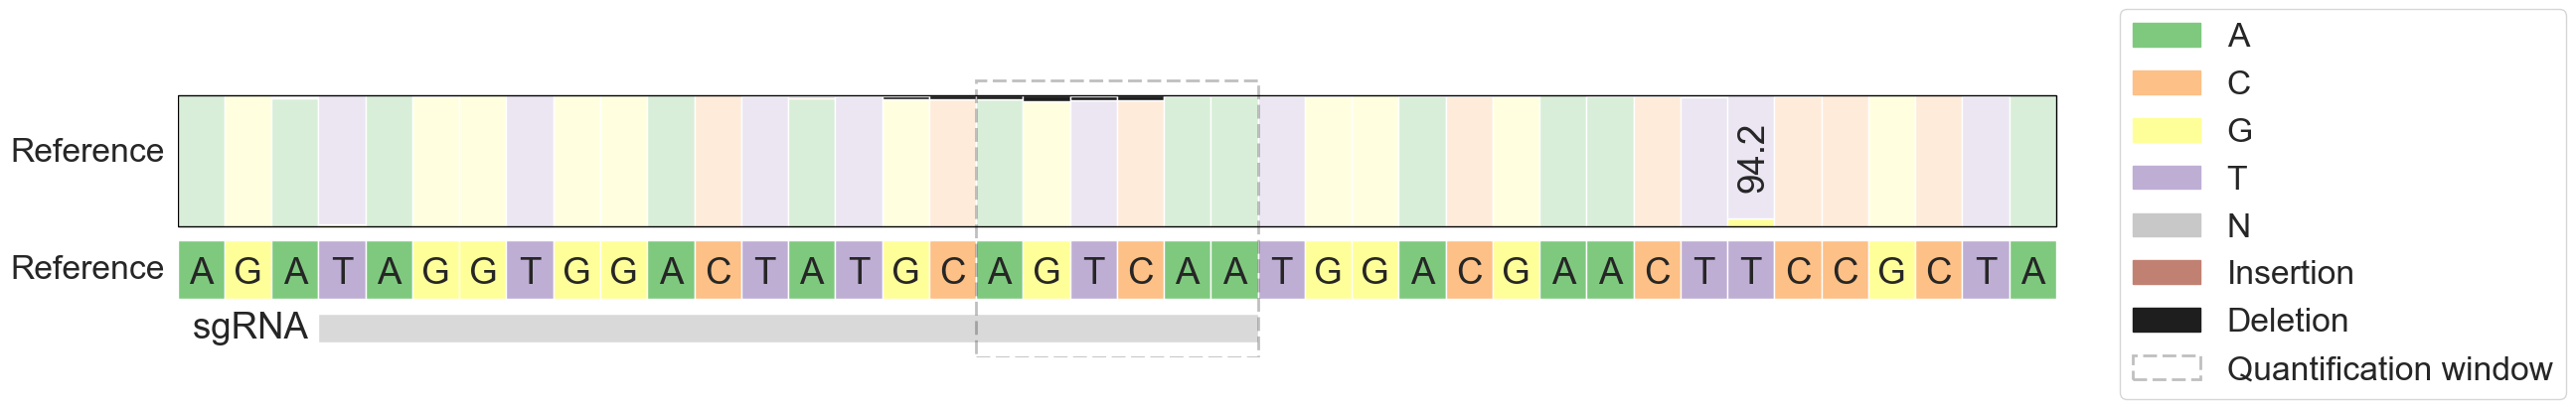 Reference
94.2
Reference A G A T A G G T G G A C T A T G C A G T C A A T G G A C G A A C T T C C G C T A
sgRNA
A
C
G
T
N
Insertion
Deletion
Quantification window